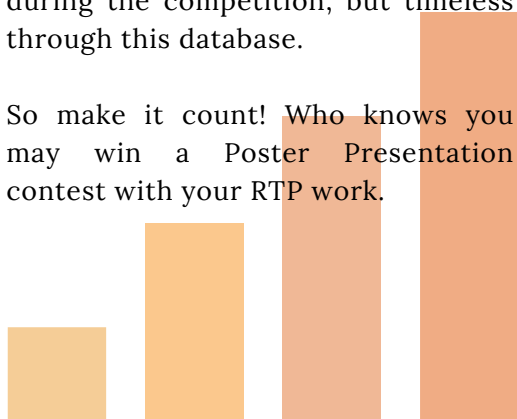 during the competition, but timeless
through this database.
So make it count! Who knows you
may win a Poster Presentation
contest with your RTP work.